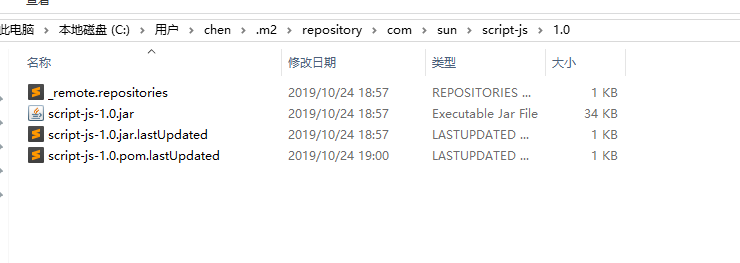 查看
此电脑 本地磁盘 (C:) 用户 chen .m2 repository com sun script-js 1.0
名称 修改日期 类型 大小
_remote.repositories 2019/10/24 18:57 REPOSITORIES ... 1 KB
script-js-1.0.jar 2019/10/24 18:57 Executable Jar File 34 KB
script-js-1.0.jar.lastUpdated 2019/10/24 18:57 LASTUPDATED ... 1 KB
script-js-1.0.pom.lastUpdated 2019/10/24 19:00 LASTUPDATED ... 1 KB